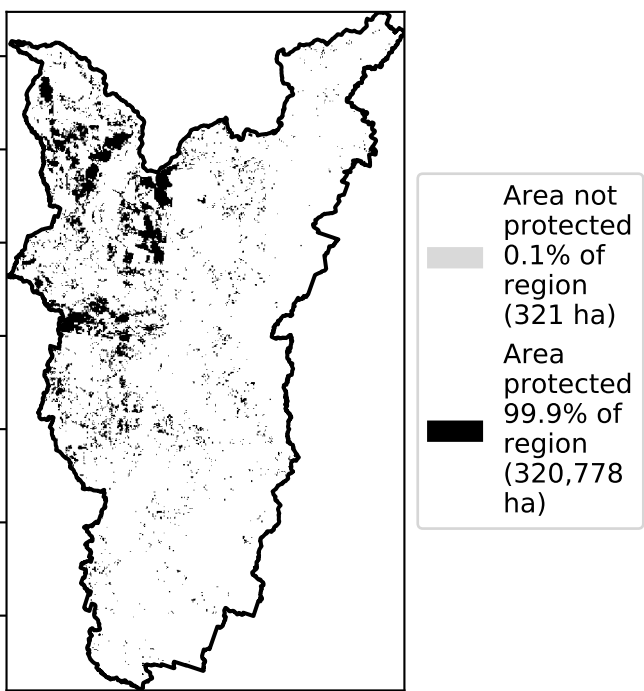 Area not
protected
0.1% of
region
(321 ha)
Area
protected
99.9% of
region
(320,778
ha)